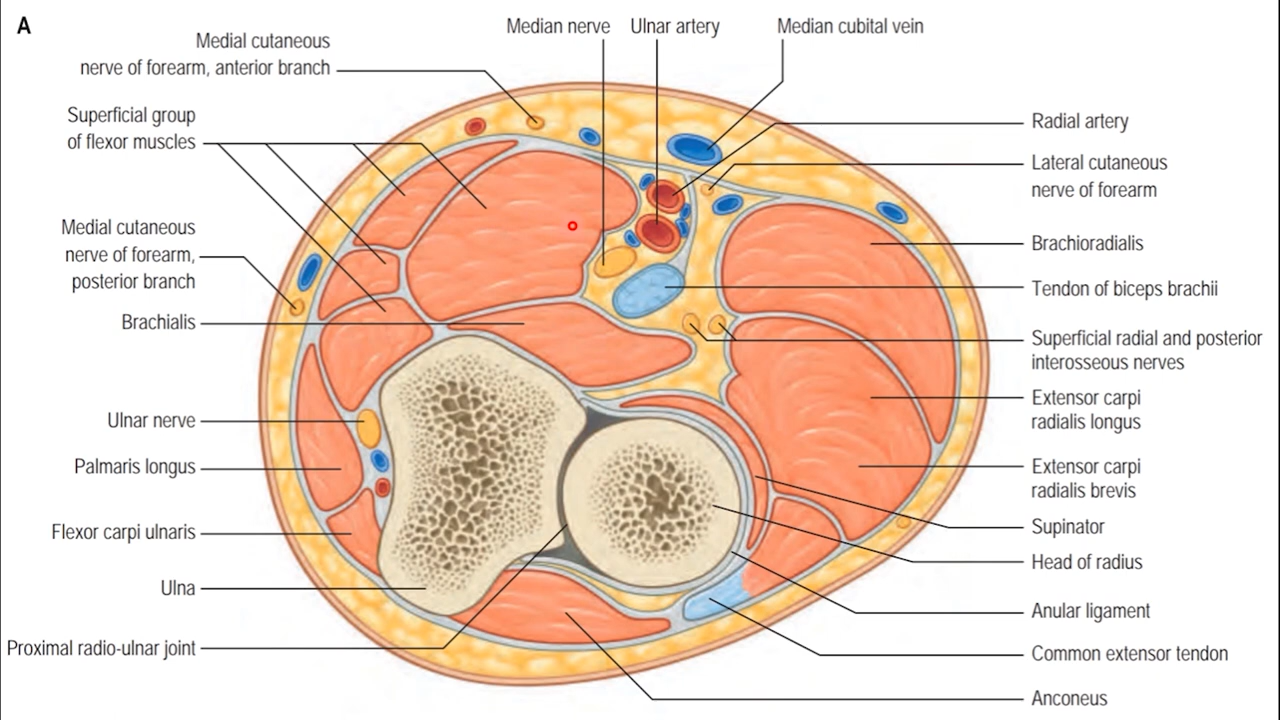 A
Median nerve
Ulnar artery
Median cubital vein
Medial cutaneous
nerve of forearm, anterior branch
Superficial group
of flexor muscles
Medial cutaneous
nerve of forearm,
posterior branch
Brachialis
Ulnar nerve
Palmaris longus
Flexor carpi ulnaris
Ulna
Proximal radio-ulnar joint
Radial artery
Lateral cutaneous
nerve of forearm
Brachioradialis
Tendon of biceps brachii
Superficial radial and posterior
interosseous nerves
Extensor carpi
radialis longus
Extensor carpi
radialis brevis
Supinator
Head of radius
Anular ligament
Common extensor tendon
Anconeus